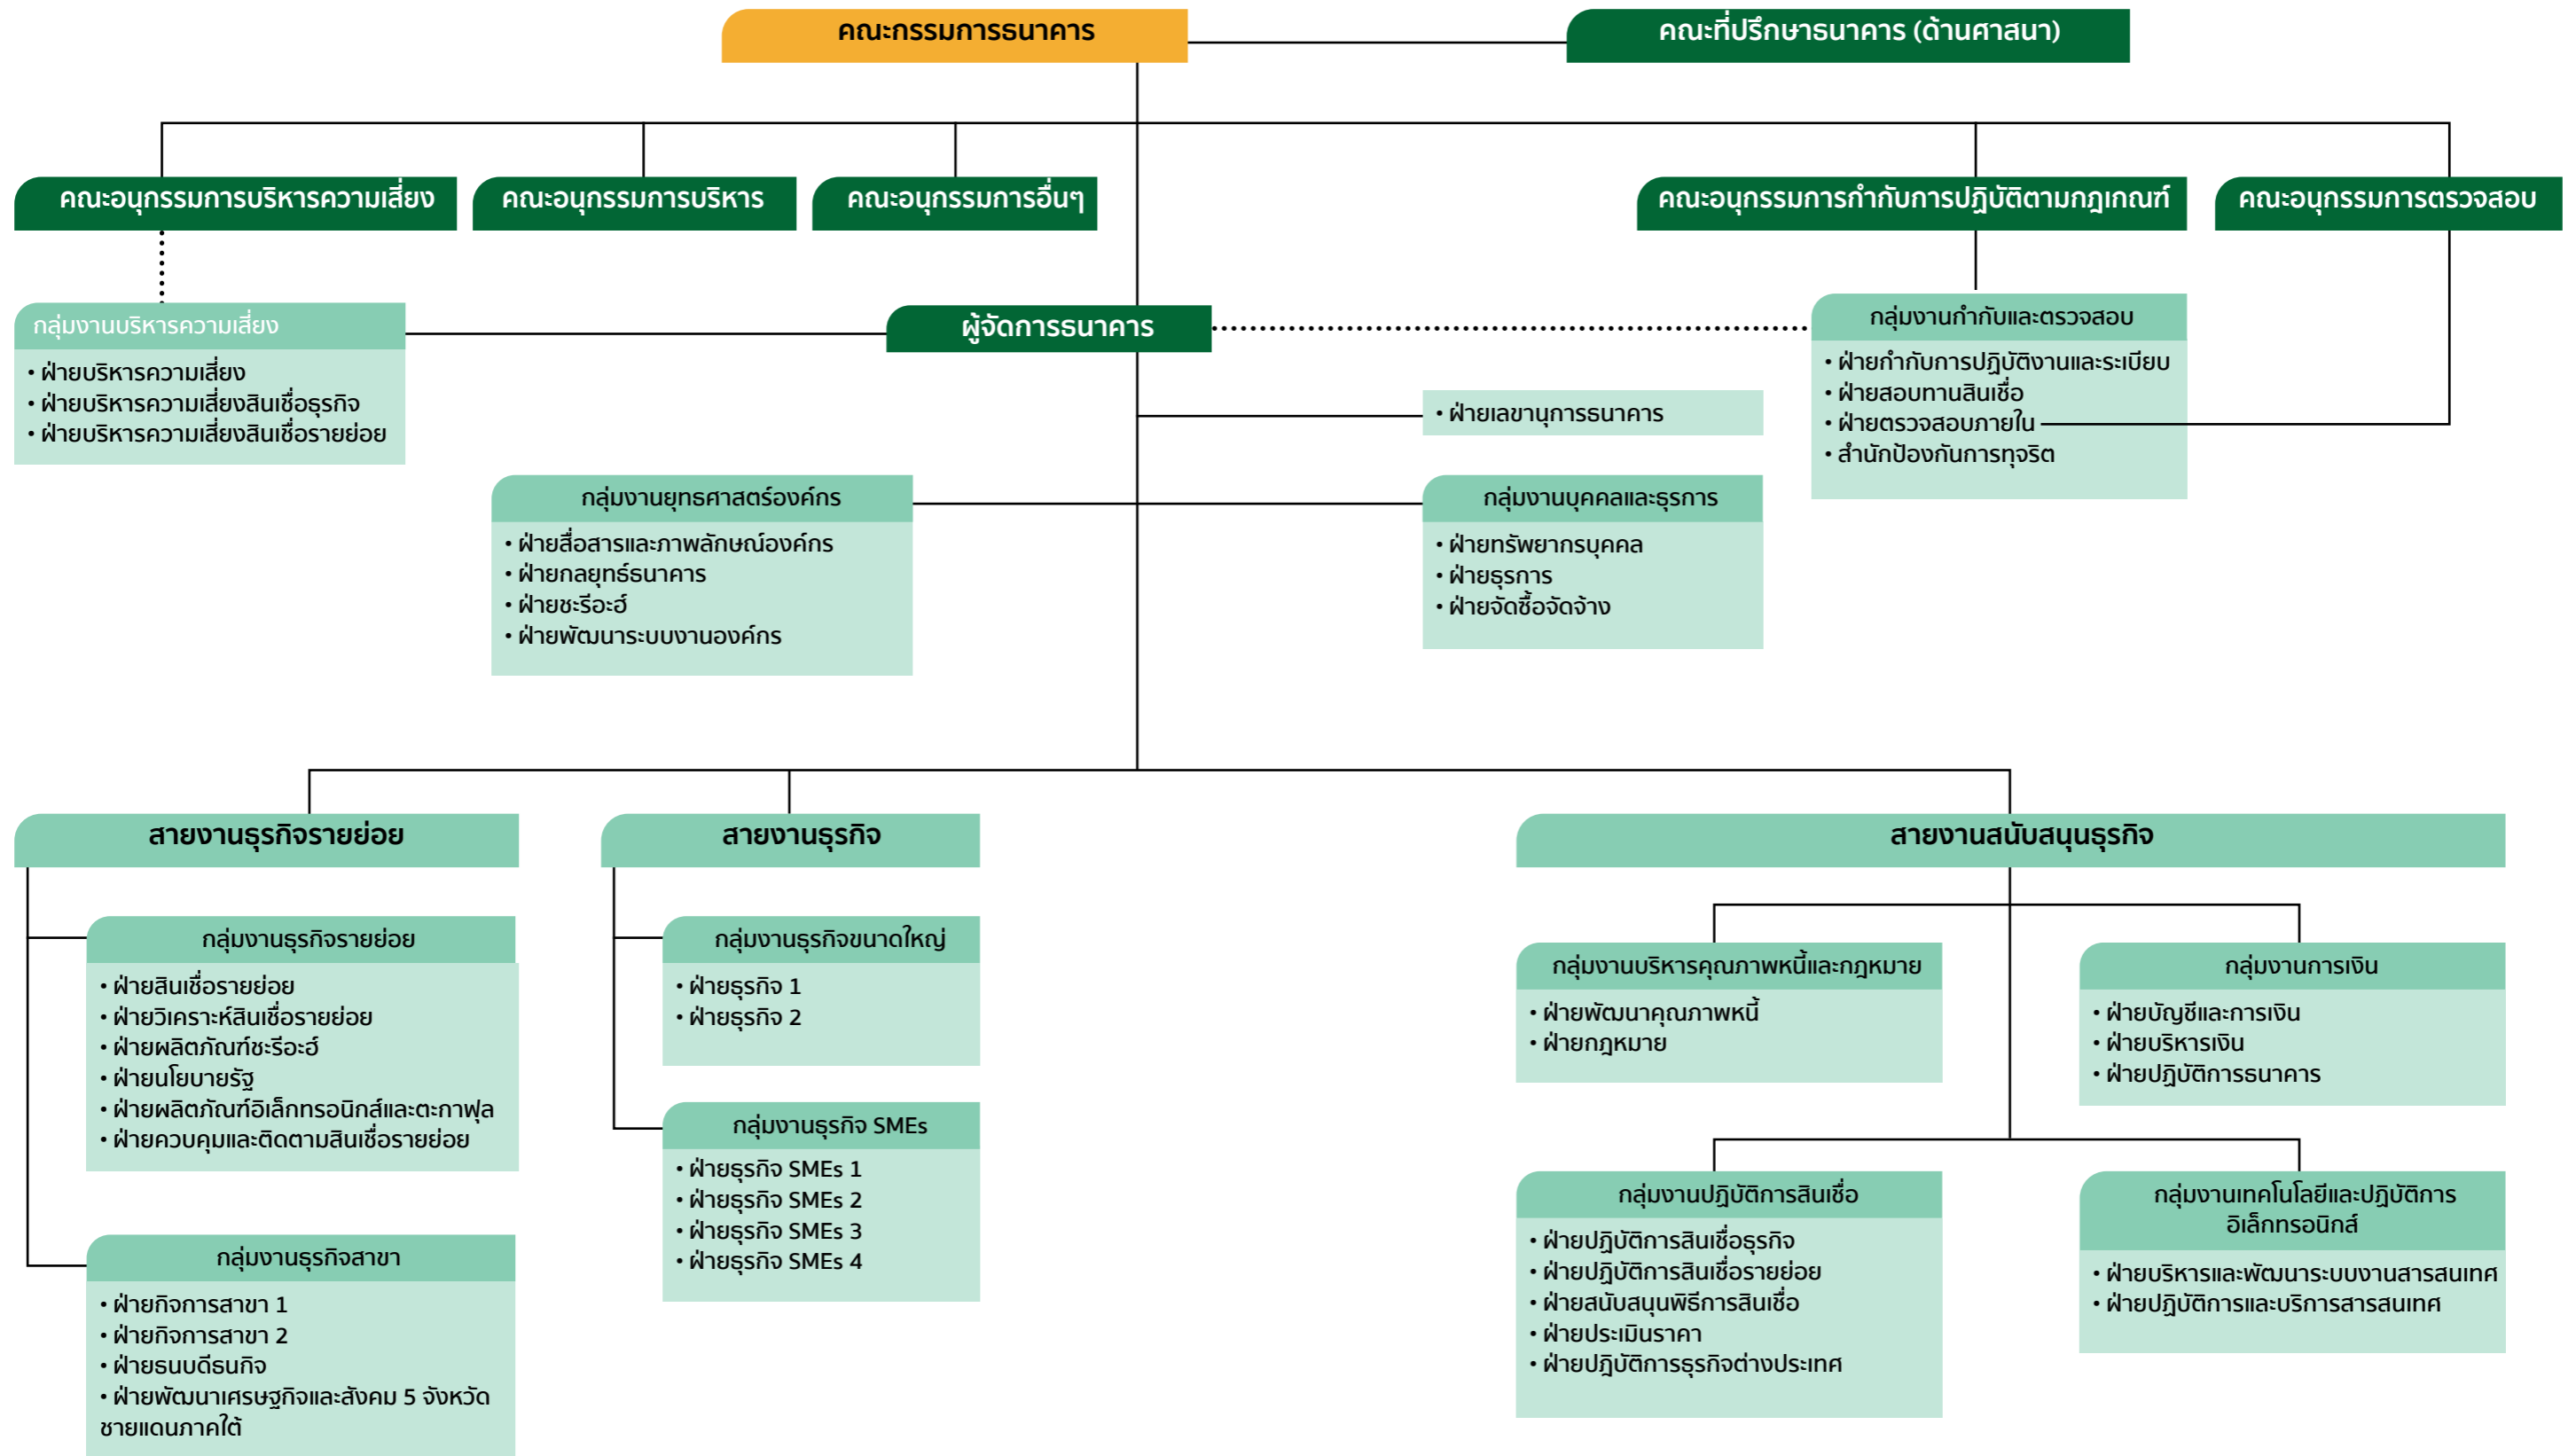 คณะกรรมการธนาคาร
คณะที่ปรึกษาธนาคาร (ด้านศาสนา)
คณะอนุกรรมการบริหารความเสี่ยง
คณะอนุกรรมการบริหาร
คณะอนุกรรมการอื่นๆ
คณะอนุกรรมการกำกับการปฏิบัติตามกฎเกณฑ์
คณะอนุกรรมการตรวจสอบ
กลุ่มงานบริหารความเสี่ยง
• ฝ่ายบริหารความเสี่ยง
• ฝ่ายบริหารความเสี่ยงสินเชื่อธุรกิจ
• ฝ่ายบริหารความเสี่ยงสินเชื่อรายย่อย
ผู้จัดการธนาคาร
กลุ่มงานกำกับและตรวจสอบ
• ฝ่ายกำกับการปฏิบัติงานและระเบียบ
• ฝ่ายสอบทานสินเชื่อ
• ฝ่ายตรวจสอบภายใน
• สำนักป้องกันการทุจริต
• ฝ่ายเลขานุการธนาคาร
กลุ่มงานยุทธศาสตร์องค์กร
• ฝ่ายสื่อสารและภาพลักษณ์องค์กร
• ฝ่ายกลยุทธ์ธนาคาร
• ฝ่ายชะรีอะฮ์
• ฝ่ายพัฒนาระบบงานองค์กร
กลุ่มงานบุคคลและธุรการ
• ฝ่ายทรัพยากรบุคคล
• ฝ่ายธุรการ
• ฝ่ายจัดซื้อจัดจ้าง
สายงานธุรกิจรายย่อย
กลุ่มงานธุรกิจรายย่อย
• ฝ่ายสินเชื่อรายย่อย
• ฝ่ายวิเคราะห์สินเชื่อรายย่อย
• ฝ่ายผลิตภัณฑ์ชะรีอะฮ์
• ฝ่ายนโยบายรัฐ
• ฝ่ายผลิตภัณฑ์อิเล็กทรอนิกส์และตะกาฟุล
• ฝ่ายควบคุมและติดตามสินเชื่อรายย่อย
กลุ่มงานธุรกิจสาขา
• ฝ่ายกิจการสาขา 1
• ฝ่ายกิจการสาขา 2
• ฝ่ายธนบดีธนกิจ
• ฝ่ายพัฒนาเศรษฐกิจและสังคม 5 จังหวัด
ชายแดนภาคใต้
สายงานธุรกิจ
กลุ่มงานธุรกิจขนาดใหญ่
• ฝ่ายธุรกิจ 1
• ฝ่ายธุรกิจ 2
กลุ่มงานธุรกิจ SMEs
• ฝ่ายธุรกิจ SMEs 1
• ฝ่ายธุรกิจ SMEs 2
• ฝ่ายธุรกิจ SMEs 3
• ฝ่ายธุรกิจ SMEs 4
สายงานสนับสนุนธุรกิจ
กลุ่มงานบริหารคุณภาพหนี้และกฎหมาย
• ฝ่ายพัฒนาคุณภาพหนี้
• ฝ่ายกฎหมาย
กลุ่มงานการเงิน
• ฝ่ายบัญชีและการเงิน
• ฝ่ายบริหารเงิน
• ฝ่ายปฏิบัติการธนาคาร
กลุ่มงานปฏิบัติการสินเชื่อ
• ฝ่ายปฏิบัติการสินเชื่อธุรกิจ
• ฝ่ายปฏิบัติการสินเชื่อรายย่อย
• ฝ่ายสนับสนุนพิธีการสินเชื่อ
• ฝ่ายประเมินราคา
• ฝ่ายปฎิบัติการธุรกิจต่างประเทศ
กลุ่มงานเทคโนโลยีและปฏิบัติการ
อิเล็กทรอนิกส์
• ฝ่ายบริหารและพัฒนาระบบงานสารสนเทศ
• ฝ่ายปฏิบัติการและบริการสารสนเทศ